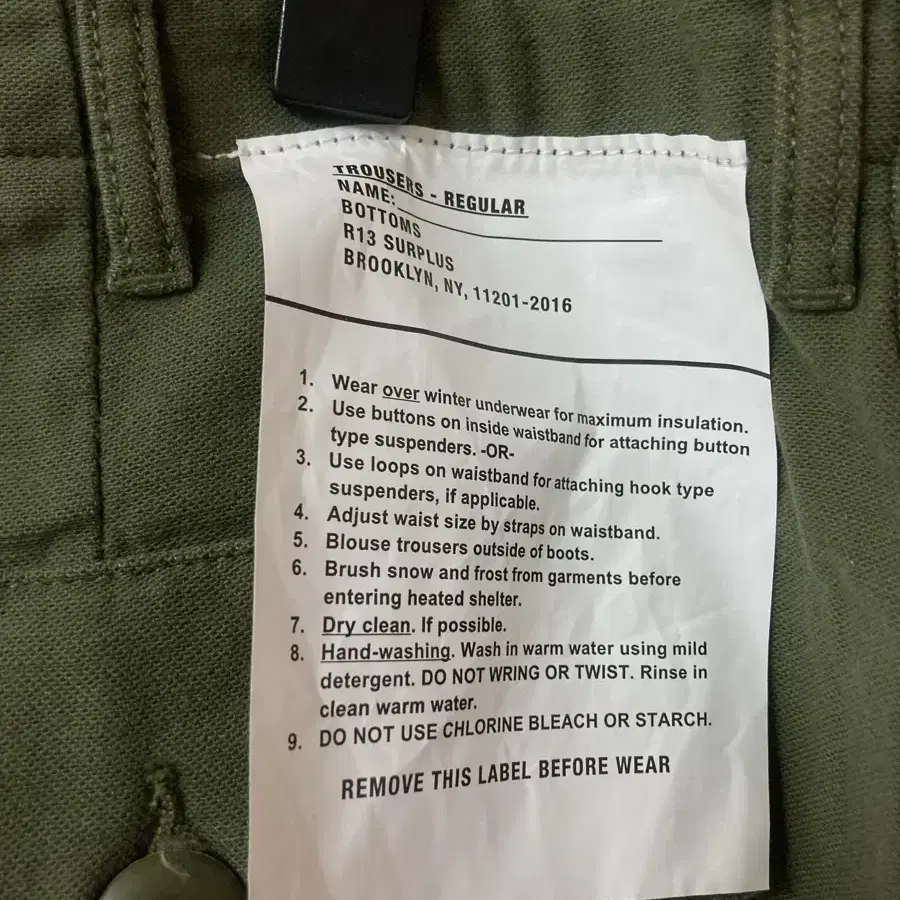 TROUSERS - REGULAR
NAME:
BOTTOMS
R13 SURPLUS
BROOKLYN, NY, 11201-2016
1. Wear over winter underwear for maximum insulation.
2. Use buttons on inside waistband for attaching button
type suspenders. -OR-
3. Use loops on waistband for attaching hook type
suspenders, if applicable.
4. Adjust waist size by straps on waistband.
5. Blouse trousers outside of boots.
6. Brush snow and frost from garments before
entering heated shelter.
7. Dry clean. If possible.
8. Hand-washing. Wash in warm water using mild
detergent. DO NOT WRING OR TWIST. Rinse in
clean warm water.
9. DO NOT USE CHLORINE BLEACH OR STARCH.
REMOVE THIS LABEL BEFORE WEAR